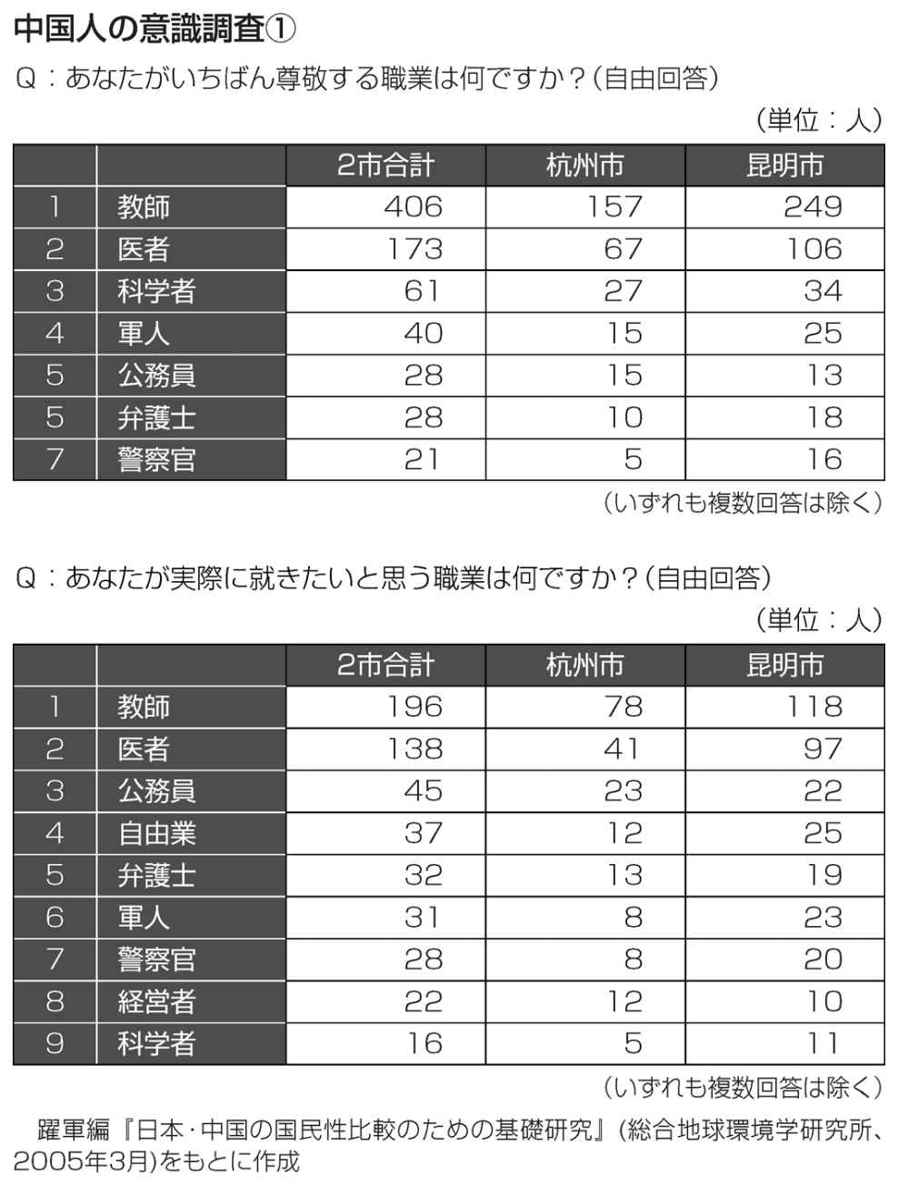 中国人の意識調査①
Q：あなたがいちばん尊敬する職業は何ですか？（自由回答）
（単位：人）
2市合計 杭州市 昆明市
1 教師 406 157 249
2 医者 173 67 106
3 科学者 61 27 34
4 軍人 40 15 25
5 公務員 28 15 13
5 弁護士 28 10 18
7 警察官 21 5 16
（いずれも複数回答は除く）
Q：あなたが実際に就きたいと思う職業は何ですか？（自由回答）
（単位：人）
2市合計 杭州市 昆明市
1 教師 196 78 118
2 医者 138 41 97
3 公務員 45 23 22
4 自由業 37 12 25
5 弁護士 32 13 19
6 軍人 31 8 23
7 警察官 28 8 20
8 経営者 22 12 10
9 科学者 16 5 11
（いずれも複数回答は除く）
躍軍編『日本・中国の国民性比較のための基礎研究』(総合地球環境学研究所、
2005年3月)をもとに作成